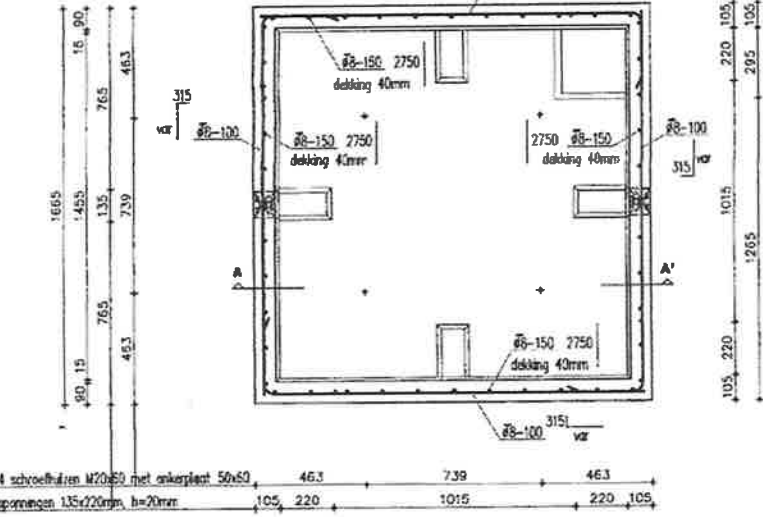 90
15
463
765
1665
1455
135
739
765
463
15
90
315
var
ø8-100
ø8-150 2750
dekking 40mm
ø8-150 2750
dekking 40mm
2750 ø8-150
dekking 40mm
ø8-100
315 var
A
A'
ø8-150 2750
dekking 40mm
ø8-100
315
var
105
220
1015
220
105
105
295
1265
4 schroefhulzen M20x60 met ankerplaat 50x60
463 739 463
sponningen 135x220mm, h=20mm
105 220 1015 220 105